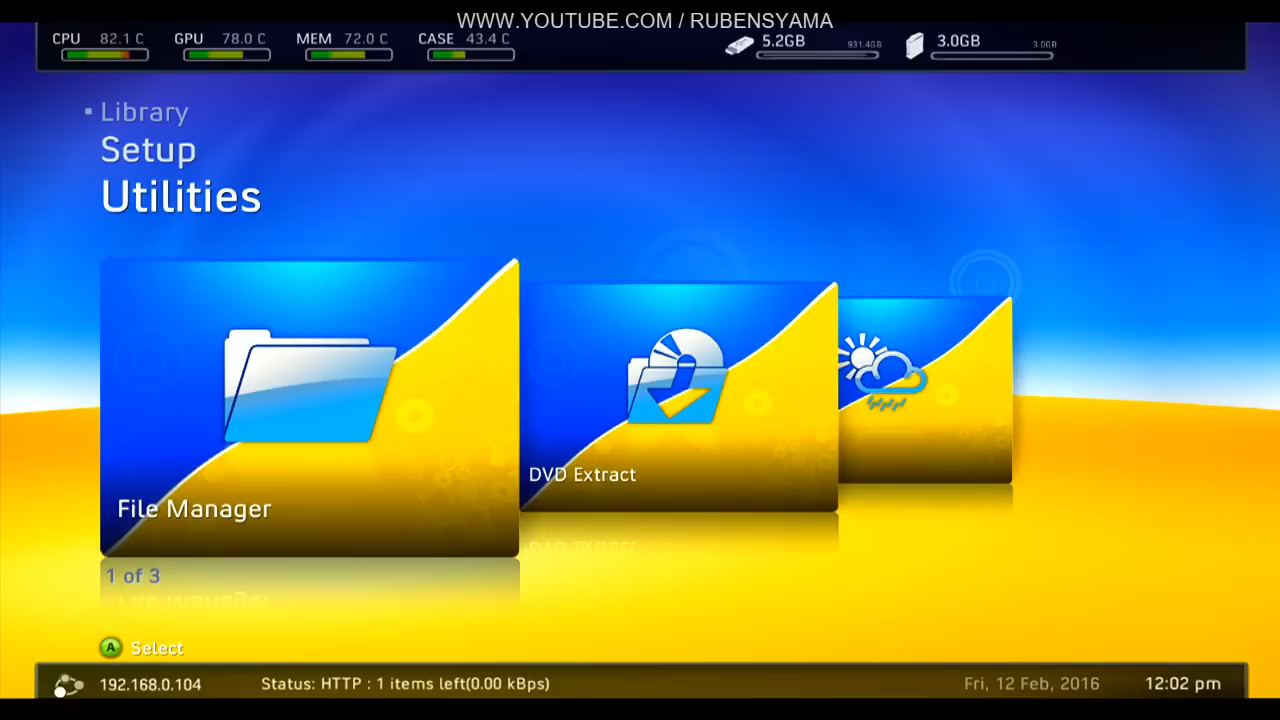 WWW.YOUTUBE.COM / RUBENSYAMA
CPU 82.1 C GPU 78.0 C MEM 72.0 C CASE 43.4 C 5.2GB 931.4GB 3.0GB 3.0GB
Library
Setup
Utilities
DVD Extract
File Manager
1 of 3
A Select
192.168.0.104 Status: HTTP : 1 items left(0.00 kBps) Fri, 12 Feb, 2016 12:02 pm